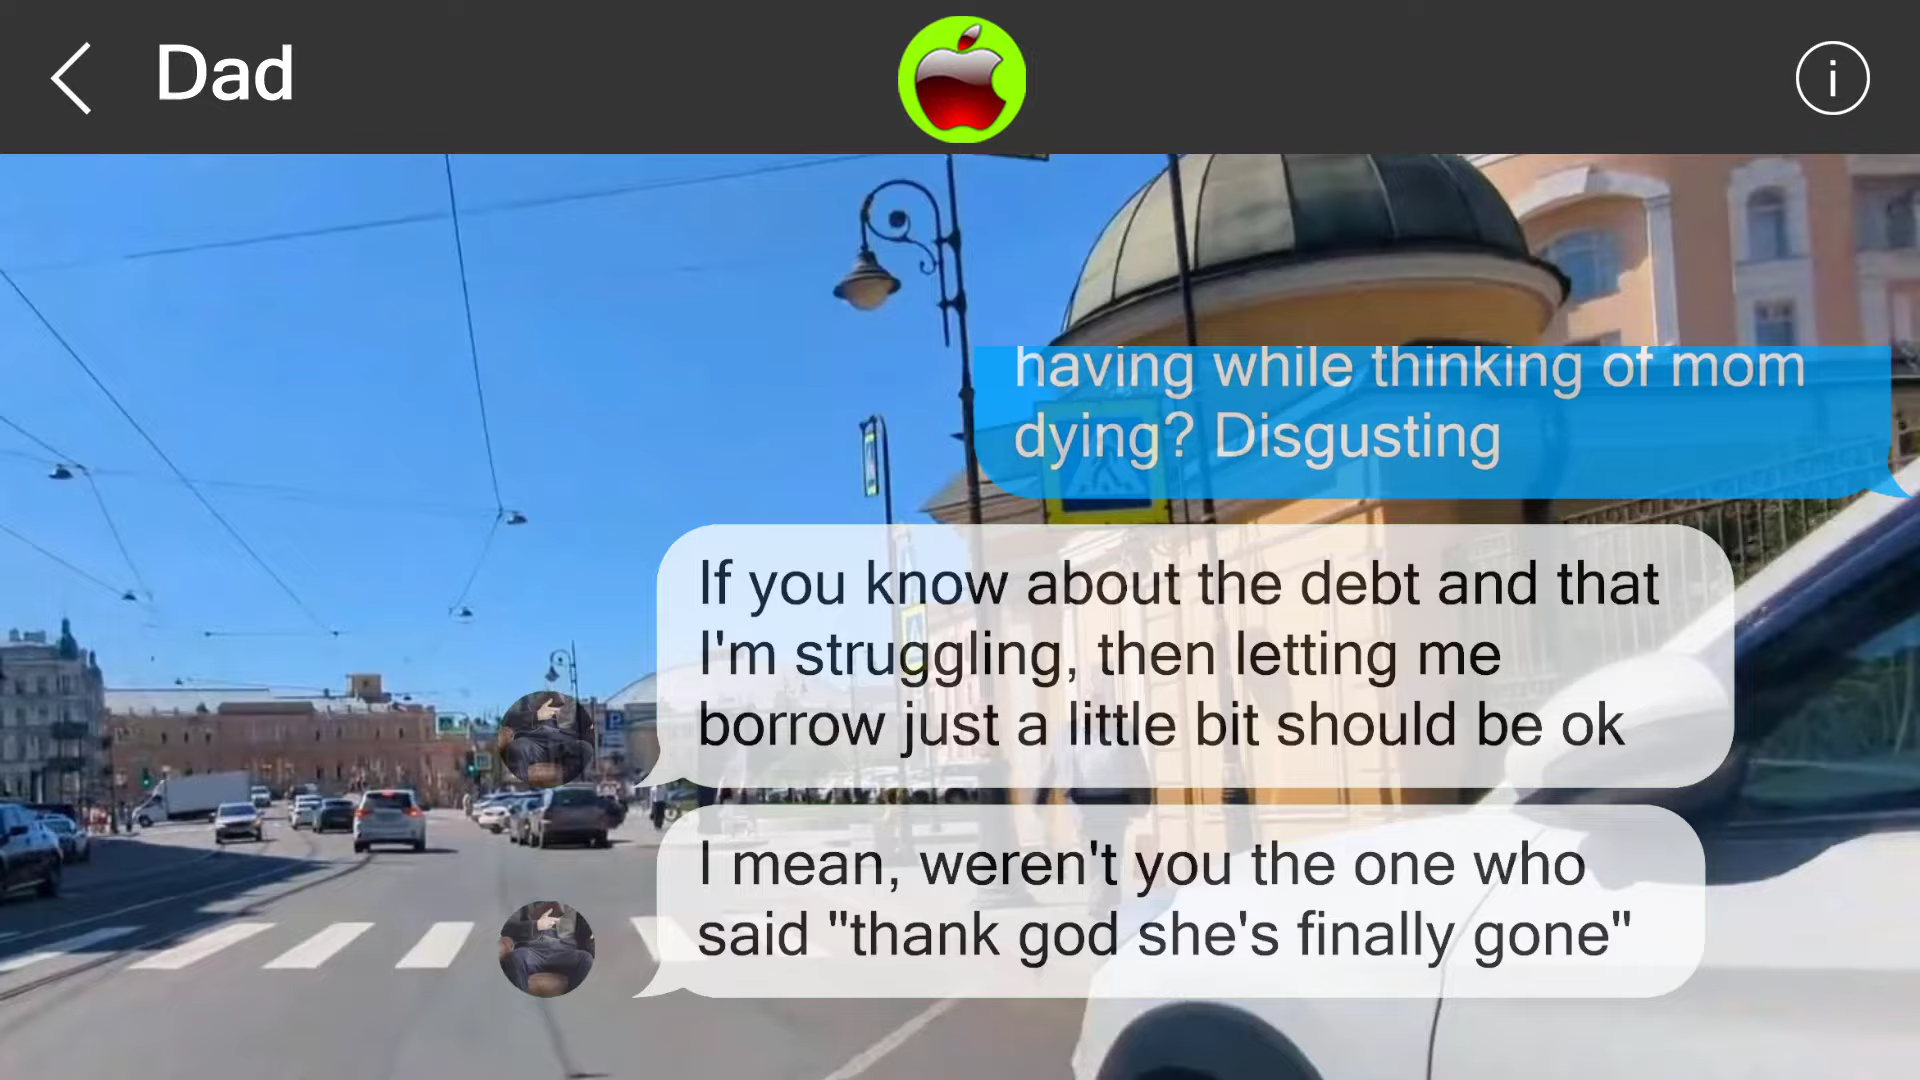 Dad
i
having while thinking of mom
dying? Disgusting
If you know about the debt and that
I'm struggling, then letting me
borrow just a little bit should be ok
I mean, weren't you the one who
said "thank god she's finally gone"
P